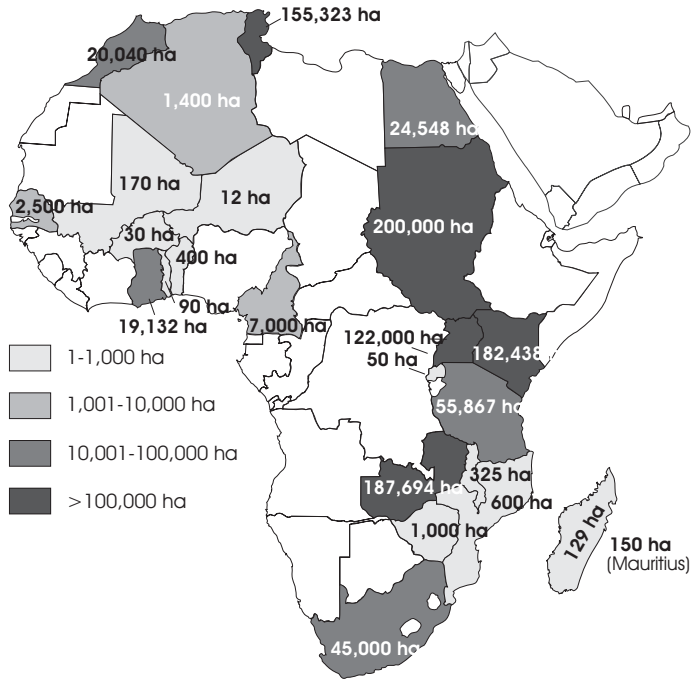 155,323 ha
20,040 ha
1,400 ha
24,548 ha
170 ha
12 ha
2,500 ha
200,000 ha
30 ha
400 ha
90 ha
19,132 ha
7,000 ha
122,000 ha
50 ha
182,438
1-1,000 ha
1,001-10,000 ha
10,001-100,000 ha
>100,000 ha
55,867 ha
325 ha
187,694 ha
600 ha
1,000 ha
129 ha
150 ha
(Mauritius)
45,000 ha